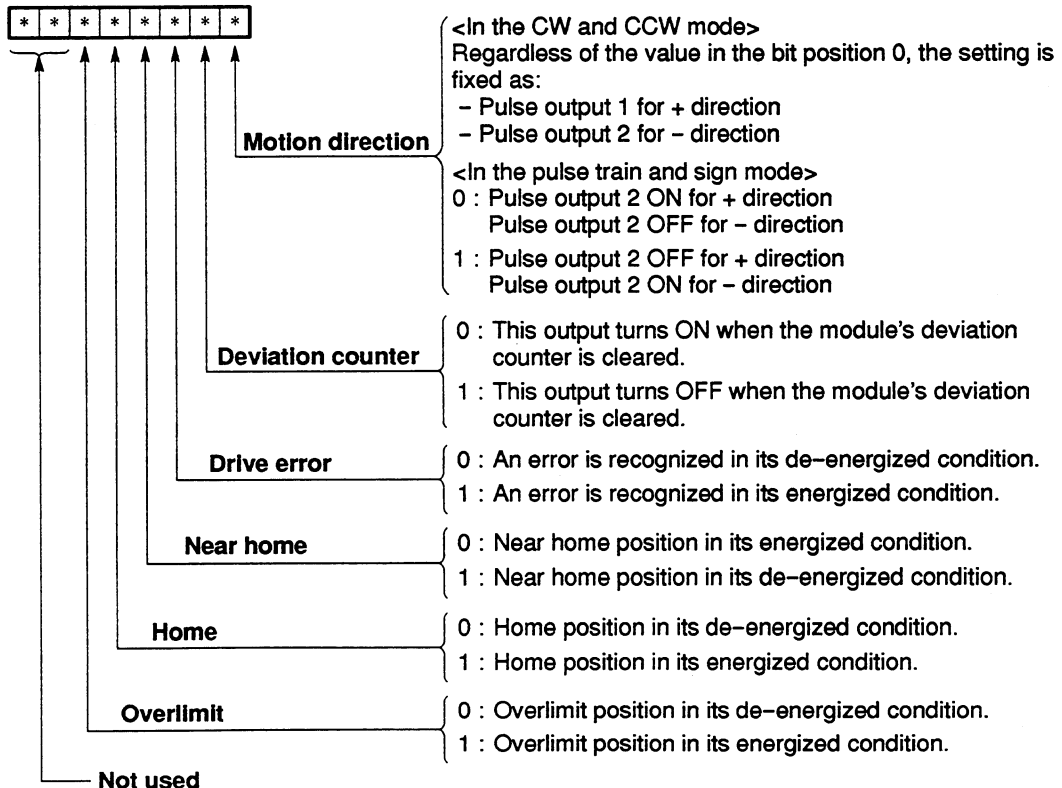 * * * * * * * *
<In the CW and CCW mode>
Regardless of the value in the bit position 0, the setting is
fixed as:
– Pulse output 1 for + direction
– Pulse output 2 for – direction
Motion direction
<In the pulse train and sign mode>
0 : Pulse output 2 ON for + direction
Pulse output 2 OFF for – direction
1 : Pulse output 2 OFF for + direction
Pulse output 2 ON for – direction
Deviation counter
0 : This output turns ON when the module's deviation
counter is cleared.
1 : This output turns OFF when the module's deviation
counter is cleared.
Drive error
0 : An error is recognized in its de–energized condition.
1 : An error is recognized in its energized condition.
Near home
0 : Near home position in its energized condition.
1 : Near home position in its de–energized condition.
Home
0 : Home position in its de–energized condition.
1 : Home position in its energized condition.
Overlimit
0 : Overlimit position in its de–energized condition.
1 : Overlimit position in its energized condition.
Not used